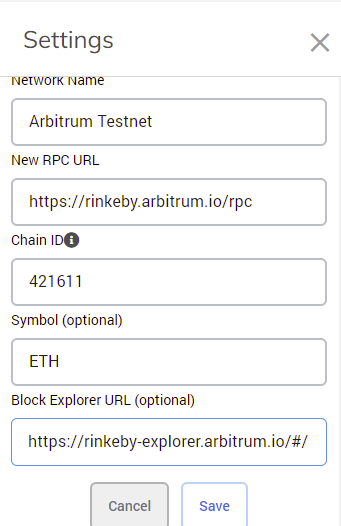 Settings
Network Name
Arbitrum Testnet
New RPC URL
https://rinkeby.arbitrum.io/rpc
Chain ID
421611
Symbol (optional)
ETH
Block Explorer URL (optional)
https://rinkeby-explorer.arbitrum.io/#/
Cancel Save